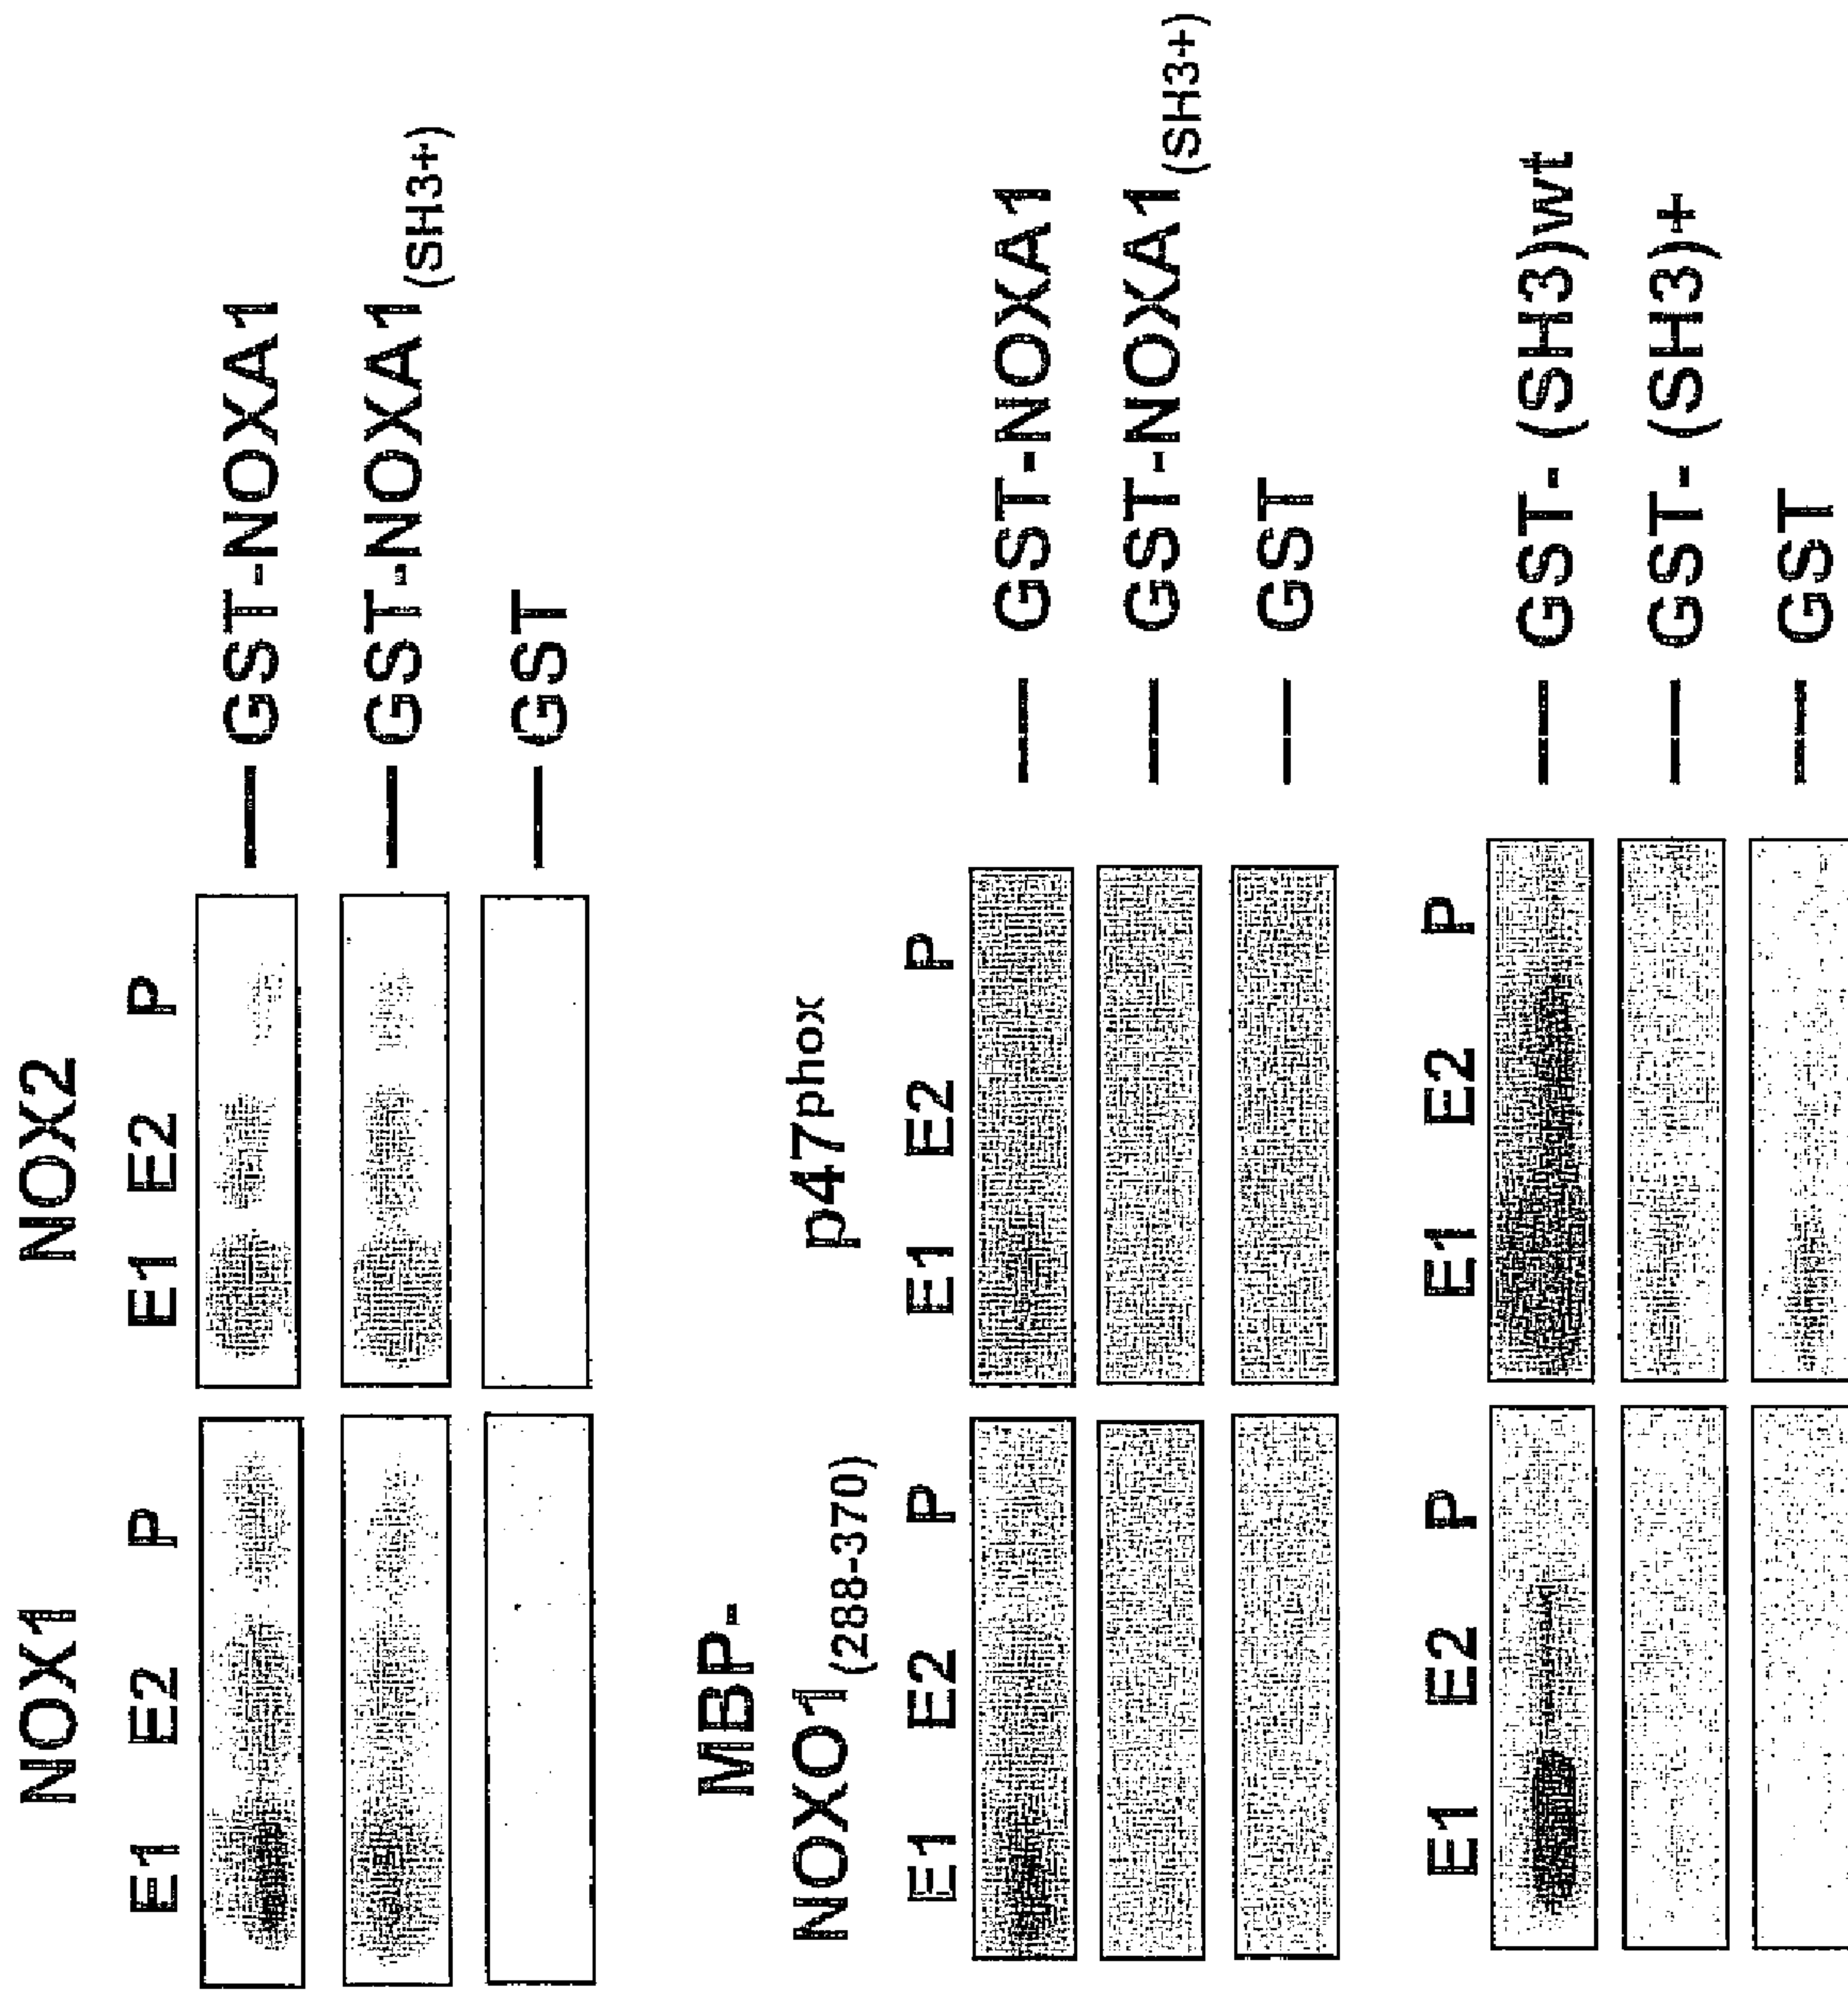 NOX1
NOX2
E1 E2 P
E1 E2 P
— GST-NOXA1
— GST-NOXA1(SH3+)
— GST
MBP-
NOXO1(288-370)
p47phox
E1 E2 P
E1 E2 P
— GST-NOXA1
— GST-NOXA1(SH3+)
— GST
E1 E2 P
E1 E2 P
— GST- (SH3)wt
— GST- (SH3)+
— GST